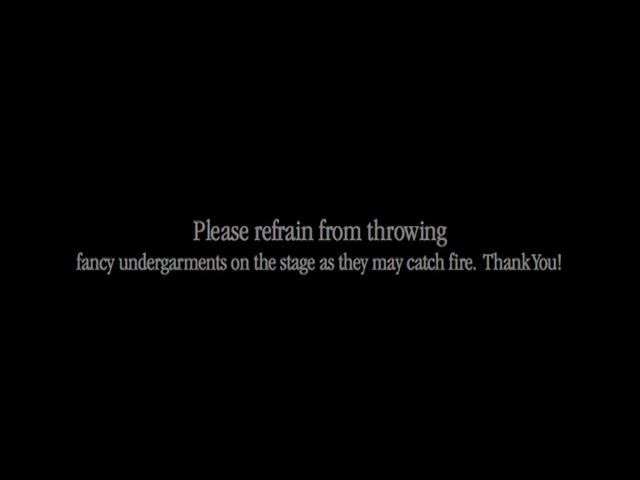 Please refrain from throwing
fancy undergarments on the stage as they may catch fire. Thank You!